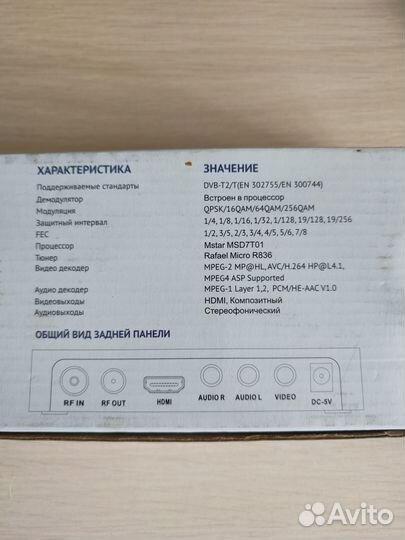 ХАРАКТЕРИСТИКА ЗНАЧЕНИЕ
Поддерживаемые стандарты DVB-T2/T(EN 302755/EN 300744)
Демодулятор Встроен в процессор
Модуляция QPSK/16QAM/64QAM/256QAM
Защитный интервал 1/4, 1/8, 1/16, 1/32, 1/128, 19/128, 19/256
FEC 1/2, 3/5, 2/3, 3/4, 4/5, 5/6, 7/8
Процессор Mstar MSD7T01
Тюнер Rafael Micro R836
Видео декодер MPEG-2 MP@HL, AVC/H.264 HP@L4.1,
MPEG4 ASP Supported
Аудио декодер MPEG-1 Layer 1,2, PCM/HE-AAC V1.0
Видеовыходы HDMI, Композитный
Аудиовыходы Стереофонический
ОБЩИЙ ВИД ЗАДНЕЙ ПАНЕЛИ
RF IN RF OUT HDMI AUDIO R AUDIO L VIDEO DC-5V
Avito